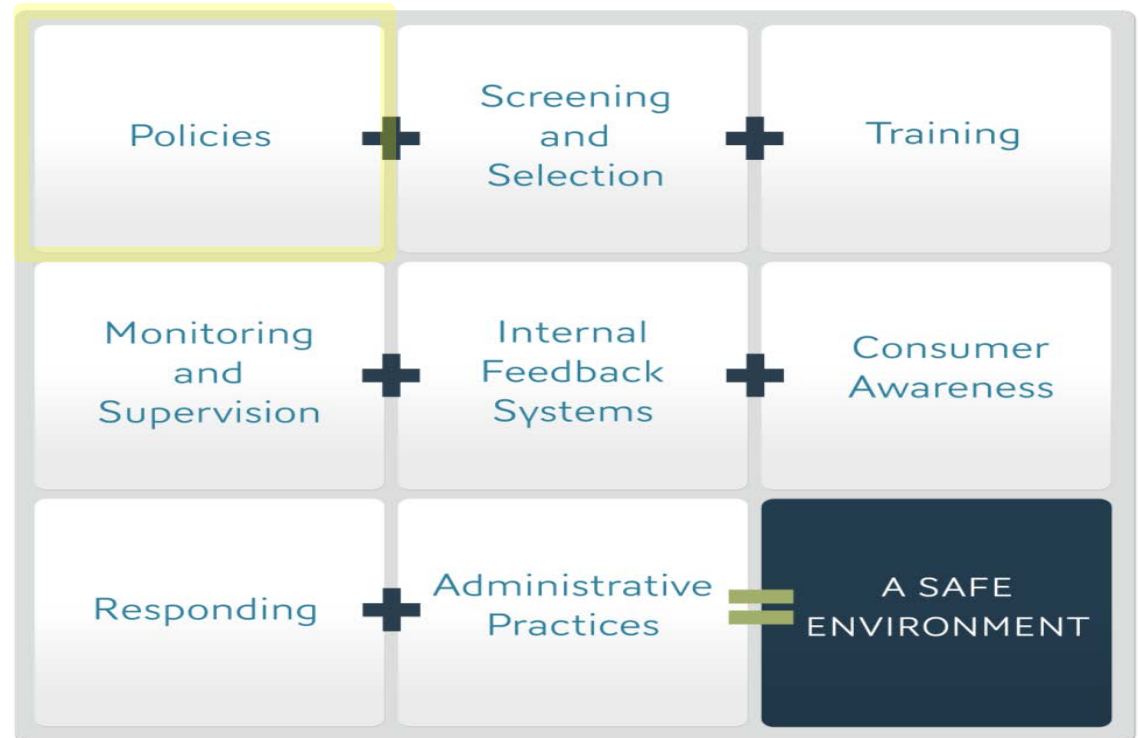 Policies
Screening
and
Selection
Training
Monitoring
and
Supervision
Internal
Feedback
Systems
Consumer
Awareness
Responding
Administrative
Practices
A SAFE
ENVIRONMENT